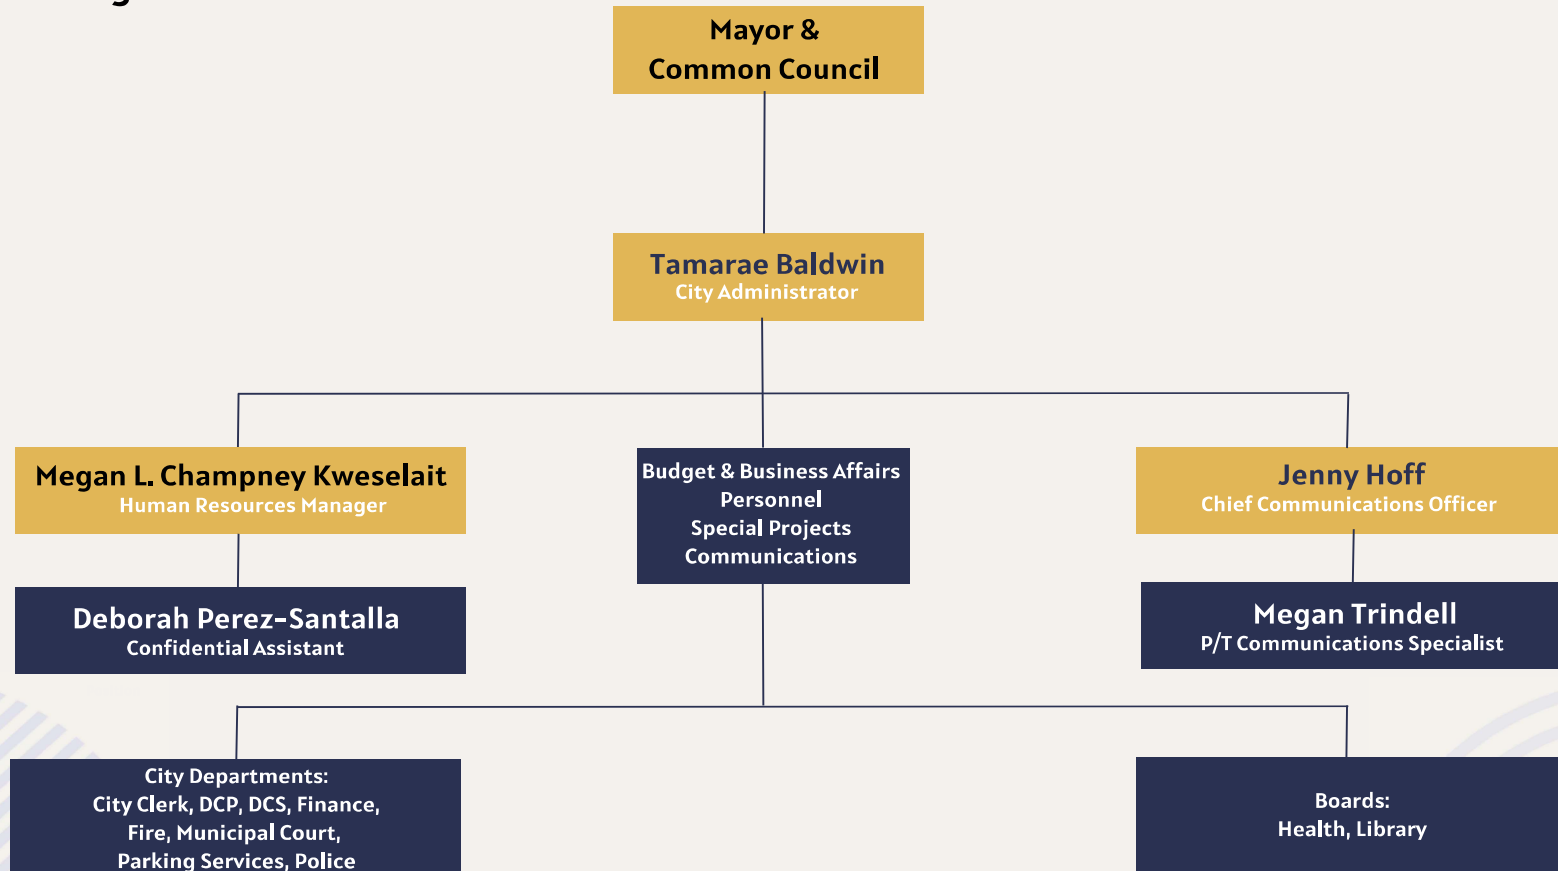 Mayor &
Common Council
Tamarae Baldwin
City Administrator
Megan L. Champney Kweselait
Human Resources Manager
Budget & Business Affairs
Personnel
Special Projects
Communications
Jenny Hoff
Chief Communications Officer
Deborah Perez-Santalla
Confidential Assistant
Megan Trindell
P/T Communications Specialist
City Departments:
City Clerk, DCP, DCS, Finance,
Fire, Municipal Court,
Parking Services, Police
Boards:
Health, Library